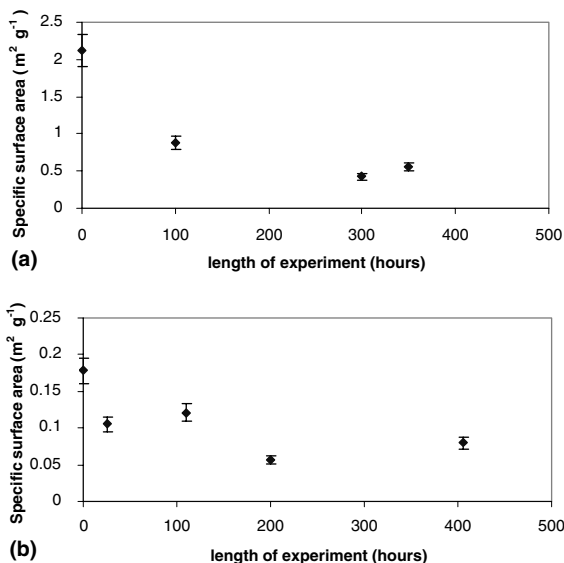 Specific surface area (m² g⁻¹)
2.5
2
1.5
1
0.5
0
0 100 200 300 400 500
length of experiment (hours)
(a)
Specific surface area (m² g⁻¹)
0.25
0.2
0.15
0.1
0.05
0
0 100 200 300 400 500
length of experiment (hours)
(b)